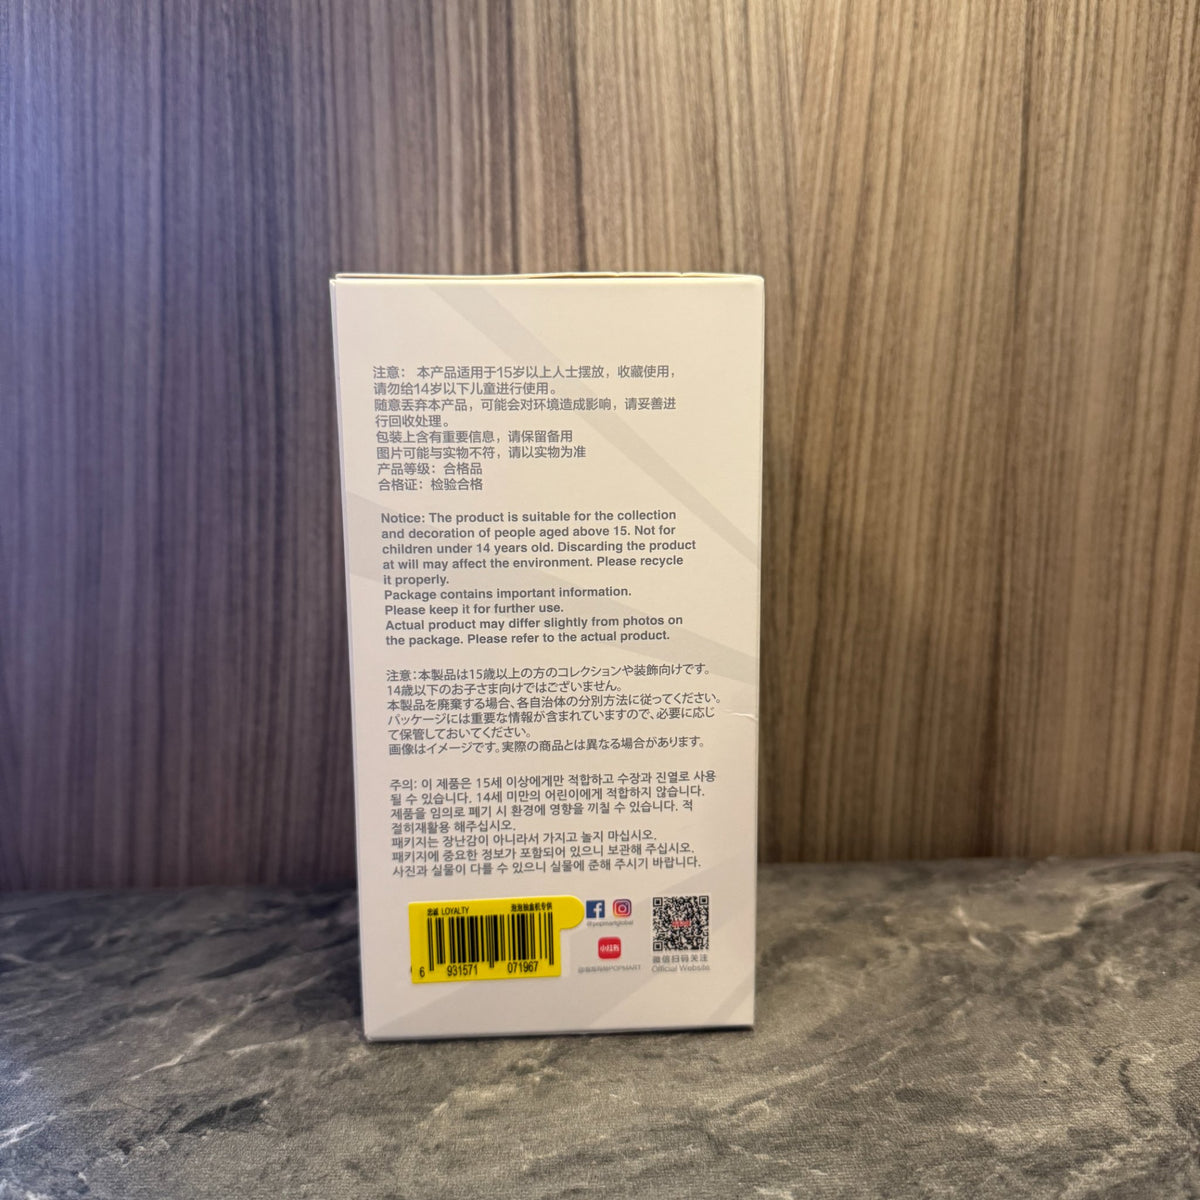 注意： 本产品适用于15岁以上人士摆放，收藏使用，
请勿给14岁以下儿童进行使用。
随意丢弃本产品，可能会对环境造成影响，请妥善进
行回收处理。
包装上含有重要信息，请保留备用
图片可能与实物不符，请以实物为准
产品等级：合格品
合格证：检验合格
Notice: The product is suitable for the collection
and decoration of people aged above 15. Not for
children under 14 years old. Discarding the product
at will may affect the environment. Please recycle
it properly.
Package contains important information.
Please keep it for further use.
Actual product may differ slightly from photos on
the package. Please refer to the actual product.
注意：本製品は15歳以上の方のコレクションや装飾向けです。
14歳以下のお子さま向けではございません。
本製品を廃棄する場合、各自治体の分別方法に従ってください。
パッケージには重要な情報が含まれていますので、必要に応じ
て保管しておいてください。
画像はイメージです。実際の商品とは異なる場合があります。
주의: 이 제품은 15세 이상에게만 적합하고 수장과 진열로 사용
될 수 있습니다. 14세 미만의 어린이에게 적합하지 않습니다.
제품을 임의로 폐기 시 환경에 영향을 끼칠 수 있습니다. 적
절히재활용 해주십시오.
패키지는 장난감이 아니라서 가지고 놀지 마십시오.
패키지에 중요한 정보가 포함되어 있으니 보관해 주십시오.
사진과 실물이 다를 수 있으니 실물에 준해 주시기 바랍니다.
忠誠 LOYALTY 泡泡抽盒机专供
6 931571 071967
@popmartglobal
小红书
POPMART
微信扫码关注
Official Website